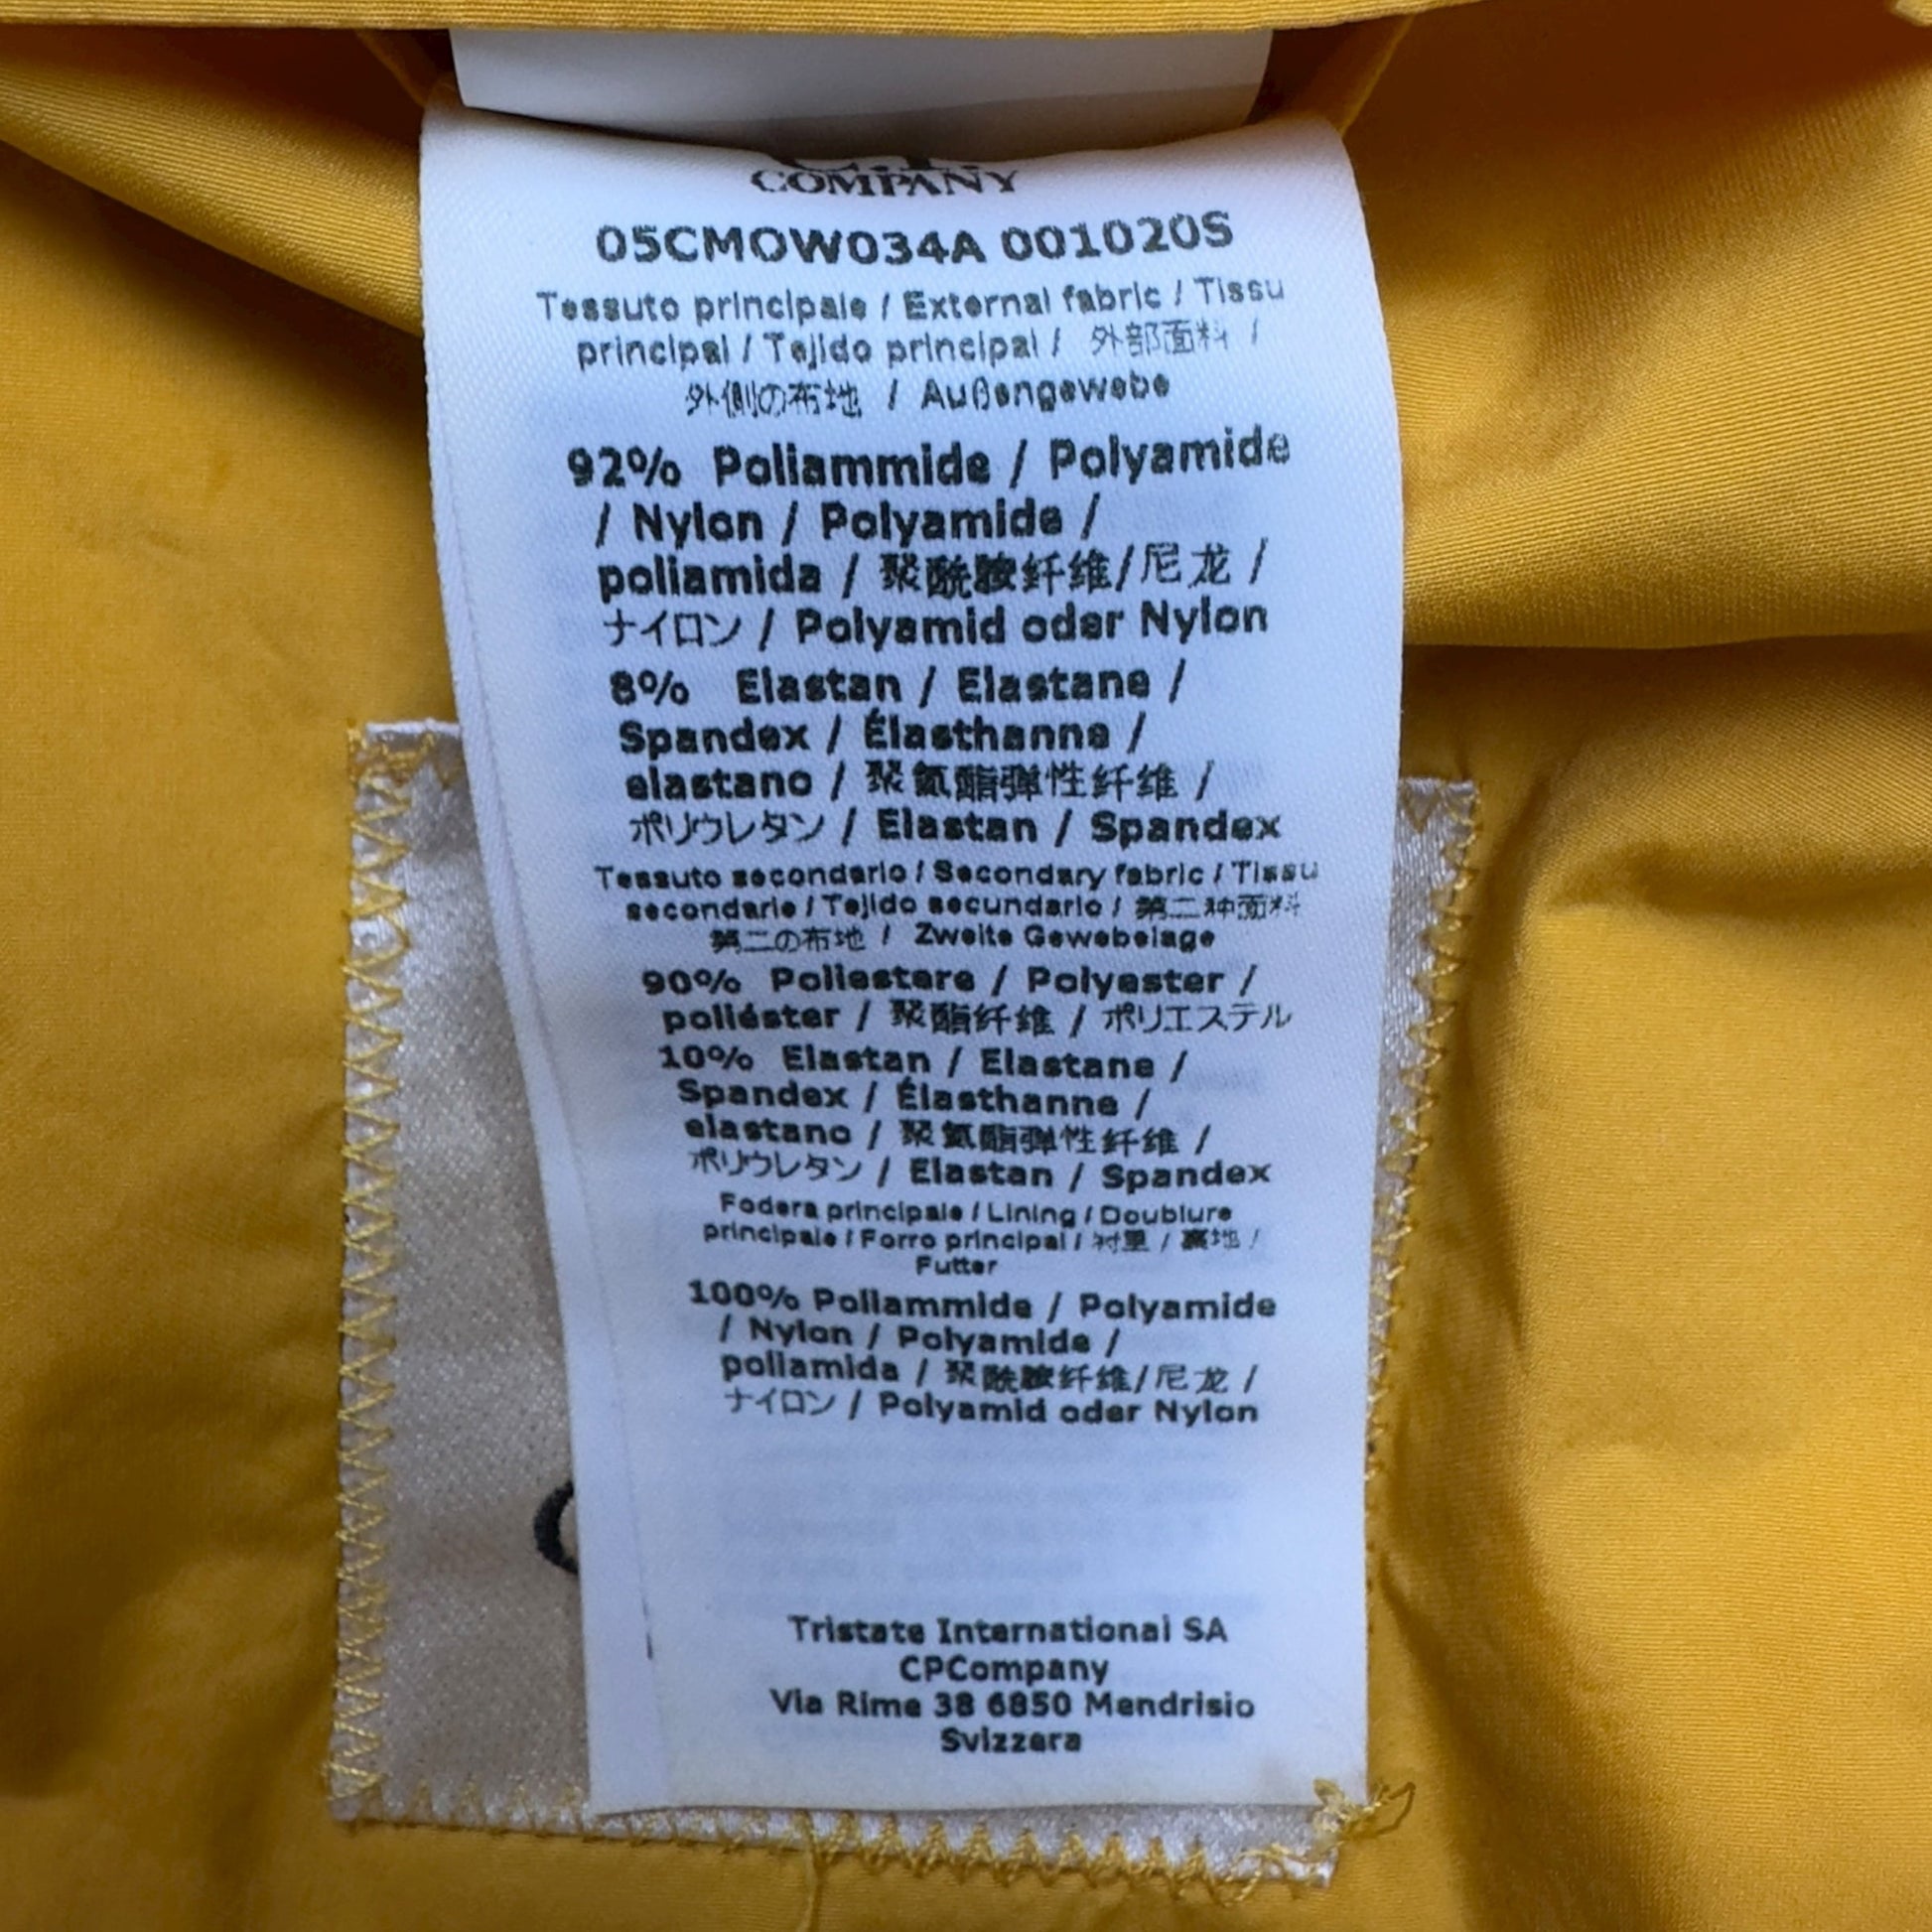 COMPANY
05CMOW034A 001020S
Tessuto principale / External fabric / Tissu
principal / Tejido principal / 外部面料 /
外側の布地 / Außengewebe
92% Poliammide / Polyamide
/ Nylon / Polyamide /
poliamida / 聚酰胺纤维/尼龙 /
ナイロン / Polyamid oder Nylon
8% Elastan / Elastane /
Spandex / Élasthanne /
elastano / 聚氨酯弹性纤维 /
ポリウレタン / Elastan / Spandex
Tessuto secondario / Secondary fabric / Tissu
secondarie / Tejido secundario / 第二种面料
第二の布地 / Zweite Gewebelage
90% Poliestere / Polyester /
poliéster / 聚酯纤维 / ポリエステル
10% Elastan / Elastane /
Spandex / Élasthanne /
elastano / 聚氨酯弹性纤维 /
ポリウレタン / Elastan / Spandex
Fodera principale / Lining / Doublure
principale / Forro principal / 衬里 / 裏地 /
Futter
100% Poliammide / Polyamide
/ Nylon / Polyamide /
poliamida / 聚酰胺纤维/尼龙 /
ナイロン / Polyamid oder Nylon
Tristate International SA
CPCompany
Via Rime 38 6850 Mendrisio
Svizzera